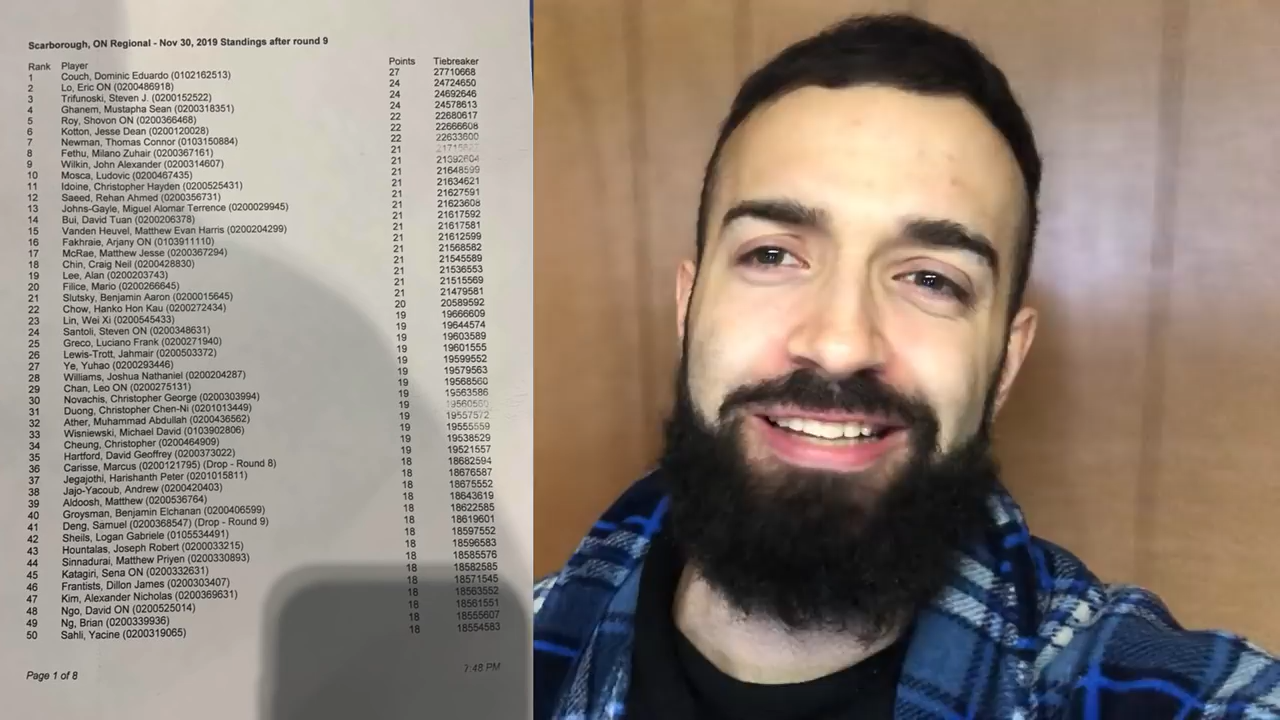 Scarborough, ON Regional - Nov 30, 2019 Standings after round 9
Rank Player Points Tiebreaker
1 Couch, Dominic Eduardo (0102162513) 27 27710668
2 Lo, Eric ON (0200486918) 24 24724650
3 Trifunoski, Steven J. (0200152522) 24 24692646
4 Ghanem, Mustapha Sean (0200318351) 24 24578613
5 Roy, Shovon ON (0200366468) 22 22680617
6 Kotton, Jesse Dean (0200120028) 22 22666608
7 Newman, Thomas Connor (0103150884) 22 22633600
8 Fethu, Milano Zuhair (0200367161) 21
9 Wilkin, John Alexander (0200314607) 21
10 Mosca, Ludovic (0200467435) 21 21648599
11 Idoine, Christopher Hayden (0200525431) 21 21634621
12 Saeed, Rehan Ahmed (0200356731) 21 21627591
13 Johns-Gayle, Miguel Alomar Terrence (0200029945) 21 21623608
14 Bui, David Tuan (0200206378) 21 21617592
15 Vanden Heuvel, Matthew Evan Harris (0200204299) 21 21617581
16 Fakhraie, Arjany ON (0103911110) 21 21612599
17 McRae, Matthew Jesse (0200367294) 21 21568582
18 Chin, Craig Neil (0200428830) 21 21545589
19 Lee, Alan (0200203743) 21 21536553
20 Filice, Mario (0200266645) 21 21515569
21 Slutsky, Benjamin Aaron (0200015645) 21 21479581
22 Chow, Hanko Hon Kau (0200272434) 20 20589592
23 Lin, Wei Xi (0200545433) 19 19666609
24 Santoli, Steven ON (0200348631) 19 19644574
25 Greco, Luciano Frank (0200271940) 19 19603589
26 Lewis-Trott, Jahmair (0200503372) 19 19601555
27 Ye, Yuhao (0200293446) 19 19599552
28 Williams, Joshua Nathaniel (0200204287) 19 19579563
29 Chan, Leo ON (0200275131) 19 19568560
30 Novachis, Christopher George (0200303994) 19 19563586
31 Duong, Christopher Chen-Ni (0201013449) 19
32 Ather, Muhammad Abdullah (0200436562) 19 19557572
33 Wisniewski, Michael David (0103902806) 19 19555559
34 Cheung, Christopher (0200464909) 19 19538529
35 Hartford, David Geoffrey (0200373022) 19 19521557
36 Carisse, Marcus (0200121795) (Drop - Round 8) 18 18682594
37 Jegajothi, Harishanth Peter (0201015811) 18 18676587
38 Jajo-Yacoub, Andrew (0200420403) 18 18675552
39 Aldoosh, Matthew (0200536764) 18 18643619
40 Groysman, Benjamin Elchanan (0200406599) 18 18622585
41 Deng, Samuel (0200368547) (Drop - Round 9) 18 18619601
42 Sheils, Logan Gabriele (0105534491) 18 18597552
43 Hountalas, Joseph Robert (0200033215) 18 18596583
44 Sinnadurai, Matthew Priyen (0200330893) 18 18585576
45 Katagiri, Sena ON (0200332631) 18 18582585
46 Frantists, Dillon James (0200303407) 18 18571545
47 Kim, Alexander Nicholas (0200369631) 18 18563552
48 Ngo, David ON (0200525014) 18 18561551
49 Ng, Brian (0200339936) 18 18555607
50 Sahli, Yacine (0200319065) 18 18554583
Page 1 of 8 7:48 PM